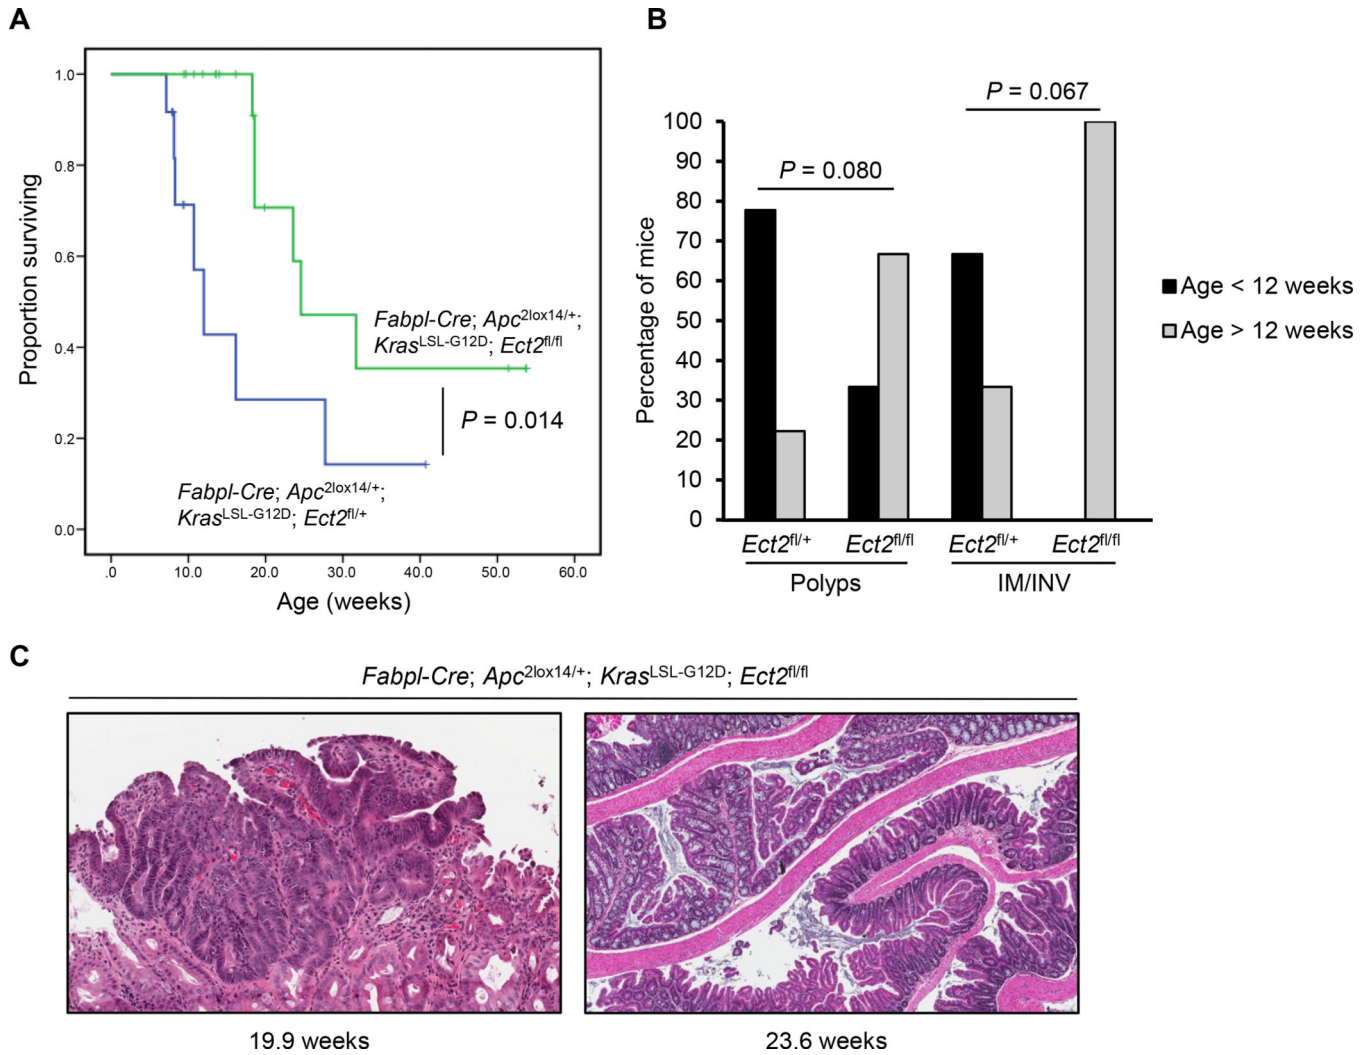 A
1.0
0.8
0.6
0.4
0.2
0.0
Proportion surviving
.0 10.0 20.0 30.0 40.0 50.0 60.0
Age (weeks)
Fabpl-Cre; Apc2lox14/+;
KrasLSL-G12D; Ect2fl/fl
P = 0.014
Fabpl-Cre; Apc2lox14/+;
KrasLSL-G12D; Ect2fl/+
B
P = 0.067
P = 0.080
100
90
80
70
60
50
40
30
20
10
0
Percentage of mice
Ect2fl/+ Ect2fl/fl Ect2fl/+ Ect2fl/fl
Polyps IM/INV
Age < 12 weeks
Age > 12 weeks
C
Fabpl-Cre; Apc2lox14/+; KrasLSL-G12D; Ect2fl/fl
19.9 weeks 23.6 weeks